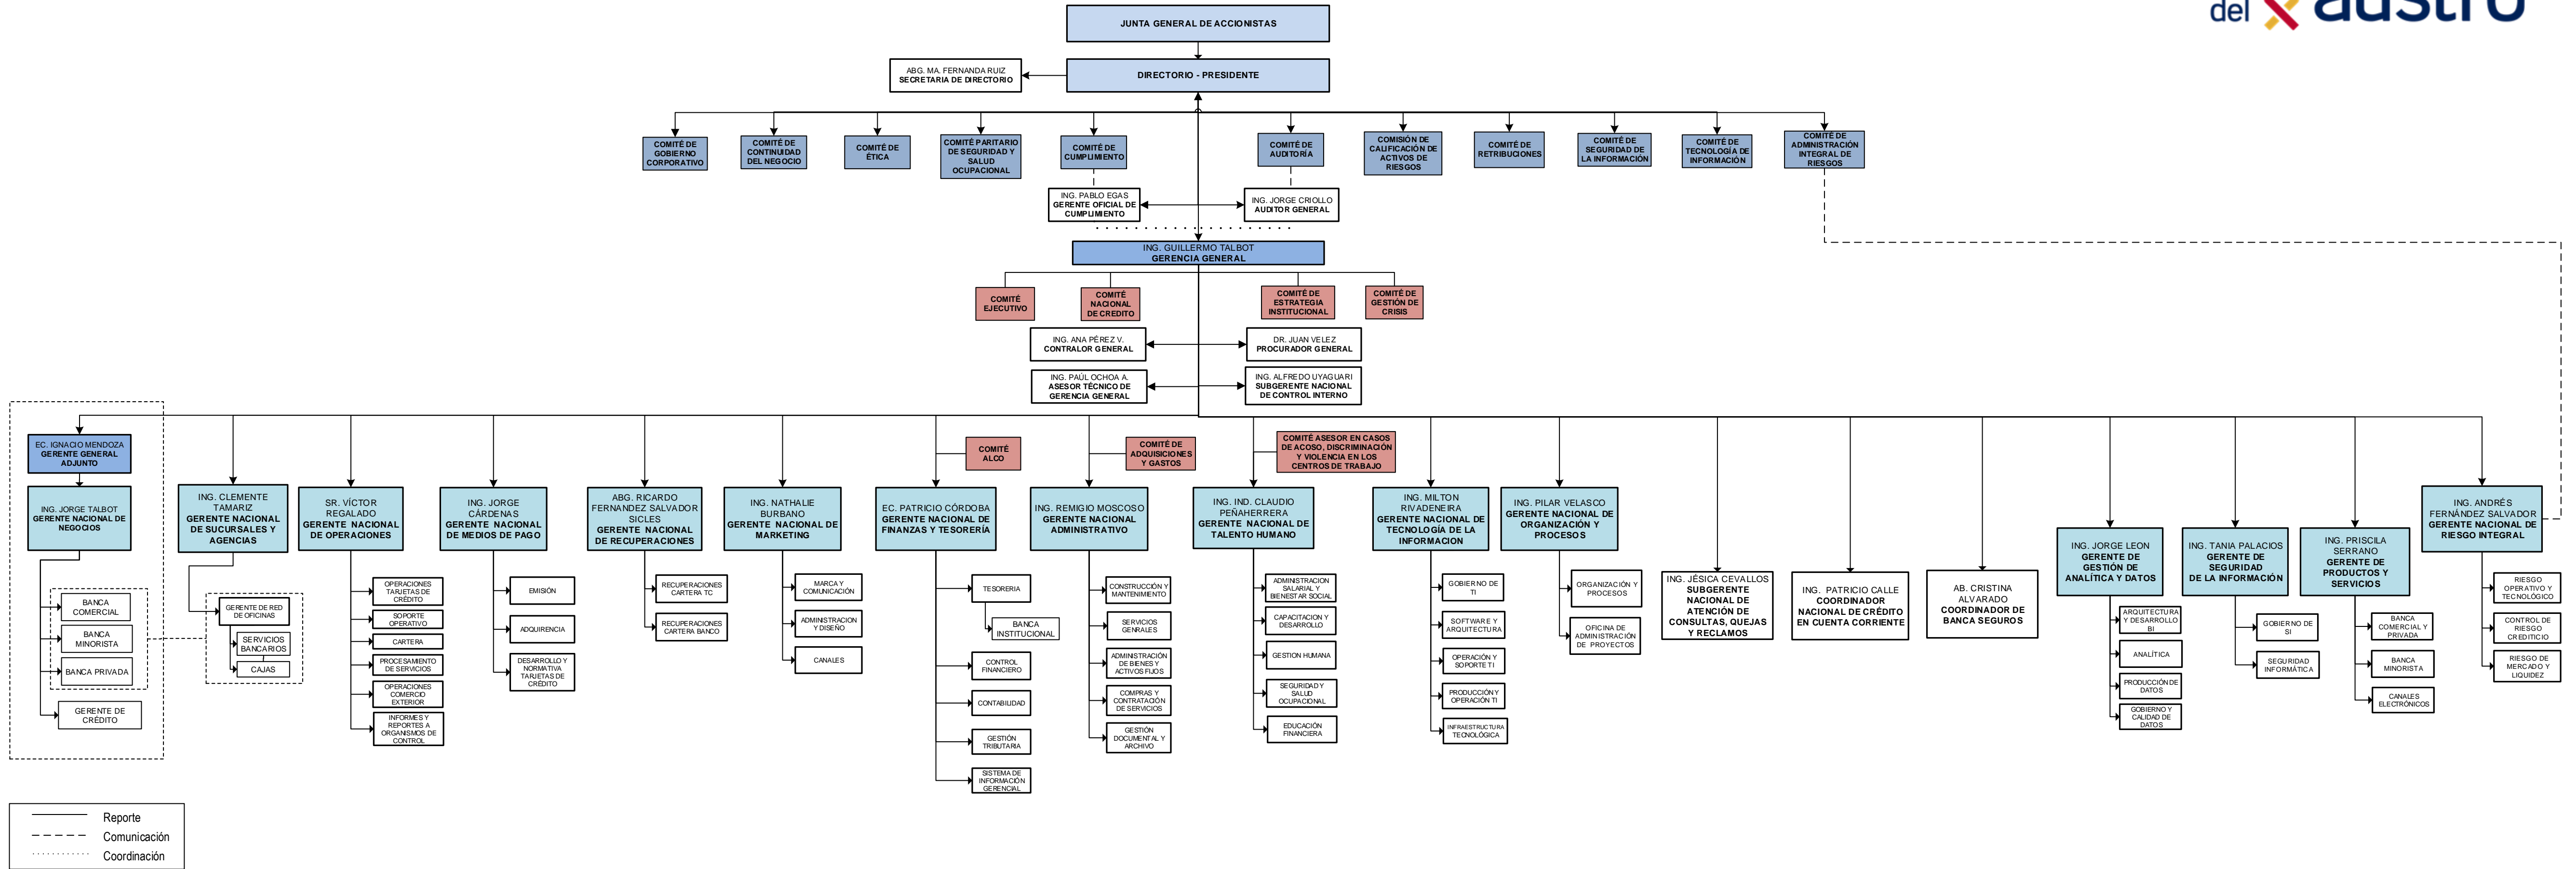 del austro
JUNTA GENERAL DE ACCIONISTAS
ABG. MA. FERNANDA RUIZ
SECRETARIA DE DIRECTORIO
DIRECTORIO - PRESIDENTE
COMITÉ DE
GOBIERNO
CORPORATIVO
COMITÉ DE
CONTINUIDAD
DEL NEGOCIO
COMITÉ DE
ÉTICA
COMITÉ PARITARIO
DE SEGURIDAD Y
SALUD
OCUPACIONAL
COMITÉ DE
CUMPLIMIENTO
COMITÉ DE
AUDITORÍA
COMISIÓN DE
CALIFICACIÓN DE
ACTIVOS DE
RIESGOS
COMITÉ DE
RETRIBUCIONES
COMITÉ DE
SEGURIDAD DE
LA INFORMACIÓN
COMITÉ DE
TECNOLOGÍA DE
INFORMACIÓN
COMITÉ DE
ADMINISTRACIÓN
INTEGRAL DE
RIESGOS
ING. PABLO EGAS
GERENTE OFICIAL DE
CUMPLIMIENTO
ING. JORGE CRIOLLO
AUDITOR GENERAL
ING. GUILLERMO TALBOT
GERENCIA GENERAL
COMITÉ
EJECUTIVO
COMITÉ
NACIONAL
DE CREDITO
COMITÉ DE
ESTRATEGIA
INSTITUCIONAL
COMITÉ DE
GESTIÓN DE
CRISIS
ING. ANA PÉREZ V.
CONTRALOR GENERAL
DR. JUAN VELEZ
PROCURADOR GENERAL
ING. PAÚL OCHOA A.
ASESOR TÉCNICO DE
GERENCIA GENERAL
ING. ALFREDO UYAGUARI
SUBGERENTE NACIONAL
DE CONTROL INTERNO
EC. IGNACIO MENDOZA
GERENTE GENERAL
ADJUNTO
COMITÉ
ALCO
COMITÉ DE
ADQUISICIONES
Y GASTOS
COMITÉ ASESOR EN CASOS
DE ACOSO, DISCRIMINACIÓN
Y VIOLENCIA EN LOS
CENTROS DE TRABAJO
ING. JORGE TALBOT
GERENTE NACIONAL DE
NEGOCIOS
ING. CLEMENTE
TAMARIZ
GERENTE NACIONAL
DE SUCURSALES Y
AGENCIAS
SR. VÍCTOR
REGALADO
GERENTE NACIONAL
DE OPERACIONES
ING. JORGE
CÁRDENAS
GERENTE NACIONAL
DE MEDIOS DE PAGO
ABG. RICARDO
FERNANDEZ SALVADOR
SICLES
GERENTE NACIONAL
DE RECUPERACIONES
ING. NATHALIE
BURBANO
GERENTE NACIONAL DE
MARKETING
EC. PATRICIO CÓRDOBA
GERENTE NACIONAL DE
FINANZAS Y TESORERÍA
ING. REMIGIO MOSCOSO
GERENTE NACIONAL
ADMINISTRATIVO
ING. IND. CLAUDIO
PEÑAHERRERA
GERENTE NACIONAL DE
TALENTO HUMANO
ING. MILTON
RIVADENEIRA
GERENTE NACIONAL DE
TECNOLOGÍA DE LA
INFORMACION
ING. PILAR VELASCO
GERENTE NACIONAL DE
ORGANIZACIÓN Y
PROCESOS
ING. JÉSICA CEVALLOS
SUBGERENTE
NACIONAL DE
ATENCIÓN DE
CONSULTAS, QUEJAS
Y RECLAMOS
ING. PATRICIO CALLE
COORDINADOR
NACIONAL DE CRÉDITO
EN CUENTA CORRIENTE
AB. CRISTINA
ALVARADO
COORDINADOR DE
BANCA SEGUROS
ING. JORGE LEON
GERENTE DE
GESTIÓN DE
ANALÍTICA Y DATOS
ING. TANIA PALACIOS
GERENTE DE
SEGURIDAD
DE LA INFORMACIÓN
ING. PRISCILA
SERRANO
GERENTE DE
PRODUCTOS Y
SERVICIOS
ING. ANDRÉS
FERNÁNDEZ SALVADOR
GERENTE NACIONAL DE
RIESGO INTEGRAL
BANCA
COMERCIAL
BANCA
MINORISTA
BANCA PRIVADA
GERENTE DE
CRÉDITO
GERENTE DE RED
DE OFICINAS
SERVICIOS
BANCARIOS
CAJAS
OPERACIONES
TARJETAS DE
CRÉDITO
SOPORTE
OPERATIVO
CARTERA
PROCESAMIENTO
DE SERVICIOS
OPERACIONES
COMERCIO
EXTERIOR
INFORMES Y
REPORTES A
ORGANISMOS DE
CONTROL
EMISIÓN
ADQUIRENCIA
DESARROLLO Y
NORMATIVA
TARJETAS DE
CRÉDITO
RECUPERACIONES
CARTERA TC
RECUPERACIONES
CARTERA BANCO
MARCA Y
COMUNICACIÓN
ADMINISTRACION
Y DISEÑO
CANALES
TESORERIA
BANCA
INSTITUCIONAL
CONTROL
FINANCIERO
CONTABILIDAD
GESTIÓN
TRIBUTARIA
SISTEMA DE
INFORMACIÓN
GERENCIAL
CONSTRUCCIÓN Y
MANTENIMIENTO
SERVICIOS
GENRALES
ADMINISTRACIÓN
DE BIENES Y
ACTIVOS FIJOS
COMPRAS Y
CONTRATACIÓN
DE SERVICIOS
GESTIÓN
DOCUMENTAL Y
ARCHIVO
ADMINISTRACION
SALARIAL Y
BIENESTAR SOCIAL
CAPACITACION Y
DESARROLLO
GESTION HUMANA
SEGURIDAD Y
SALUD
OCUPACIONAL
EDUCACIÓN
FINANCIERA
GOBIERNO DE
TI
SOFTWARE Y
ARQUITECTURA
OPERACIÓN Y
SOPORTE TI
PRODUCCIÓN Y
OPERACIÓN TI
INFRAESTRUCTURA
TECNOLÓGICA
ORGANIZACIÓN Y
PROCESOS
OFICINA DE
ADMINISTRACIÓN
DE PROYECTOS
ARQUITECTURA
Y DESARROLLO
BI
ANALÍTICA
PRODUCCIÓN DE
DATOS
GOBIERNO Y
CALIDAD DE
DATOS
GOBIERNO DE
SI
SEGURIDAD
INFORMÁTICA
BANCA
COMERCIAL Y
PRIVADA
BANCA
MINORISTA
CANALES
ELECTRÓNICOS
RIESGO
OPERATIVO Y
TECNOLÓGICO
CONTROL DE
RIESGO
CREDITICIO
RIESGO DE
MERCADO Y
LIQUIDEZ
Reporte
Comunicación
Coordinación